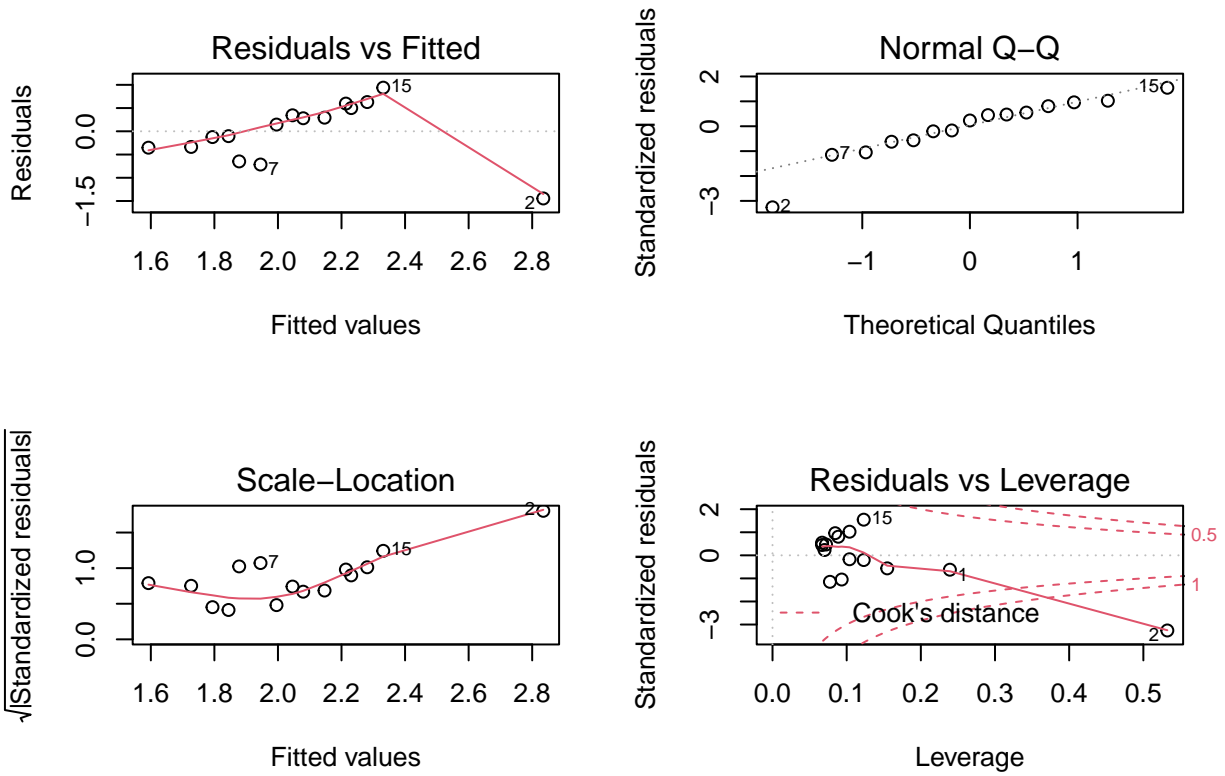 Residuals vs Fitted
Residuals
0.0
−1.5
15
7
2
1.6 1.8 2.0 2.2 2.4 2.6 2.8
Fitted values
Normal Q−Q
Standardized residuals
2
0
−3
15
7
2
−1 0 1
Theoretical Quantiles
Scale−Location
√|Standardized residuals|
1.0
0.0
2
7
15
1.6 1.8 2.0 2.2 2.4 2.6 2.8
Fitted values
Residuals vs Leverage
Standardized residuals
2
0
−3
15
0.5
1
1
Cook's distance
2
0.0 0.1 0.2 0.3 0.4 0.5
Leverage